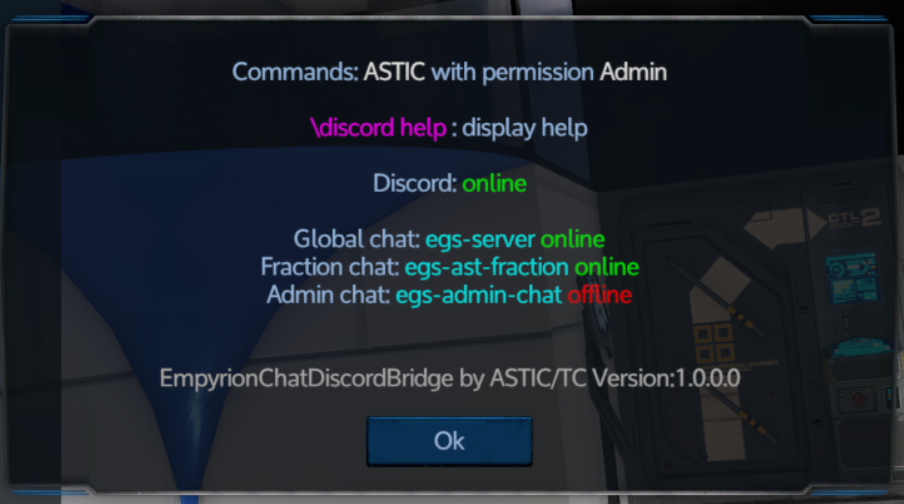 Commands: ASTIC with permission Admin
\discord help : display help
Discord: online
Global chat: egs-server online
Fraction chat: egs-ast-fraction online
Admin chat: egs-admin-chat offline
CTL 2
EmpyrionChatDiscordBridge by ASTIC/TC Version:1.0.0.0
Ok